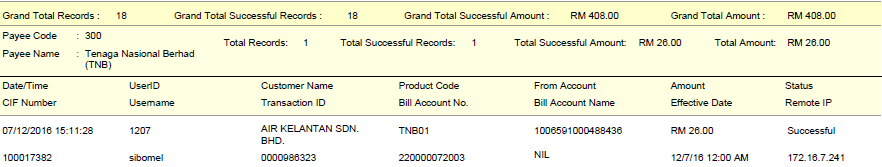 Grand Total Records : 18 Grand Total Successful Records : 18 Grand Total Successful Amount : RM 408.00 Grand Total Amount : RM 408.00
Payee Code : 300
Total Records: 1 Total Successful Records: 1 Total Successful Amount: RM 26.00 Total Amount: RM 26.00
Payee Name : Tenaga Nasional Berhad
(TNB)
Date/Time UserID Customer Name Product Code From Account Amount Status
CIF Number Username Transaction ID Bill Account No. Bill Account Name Effective Date Remote IP
07/12/2016 15:11:28 1207 AIR KELANTAN SDN. TNB01 1006591000488436 RM 26.00 Successful
BHD.
100017382 sibomel 0000986323 220000072003 NIL 12/7/16 12:00 AM 172.16.7.241